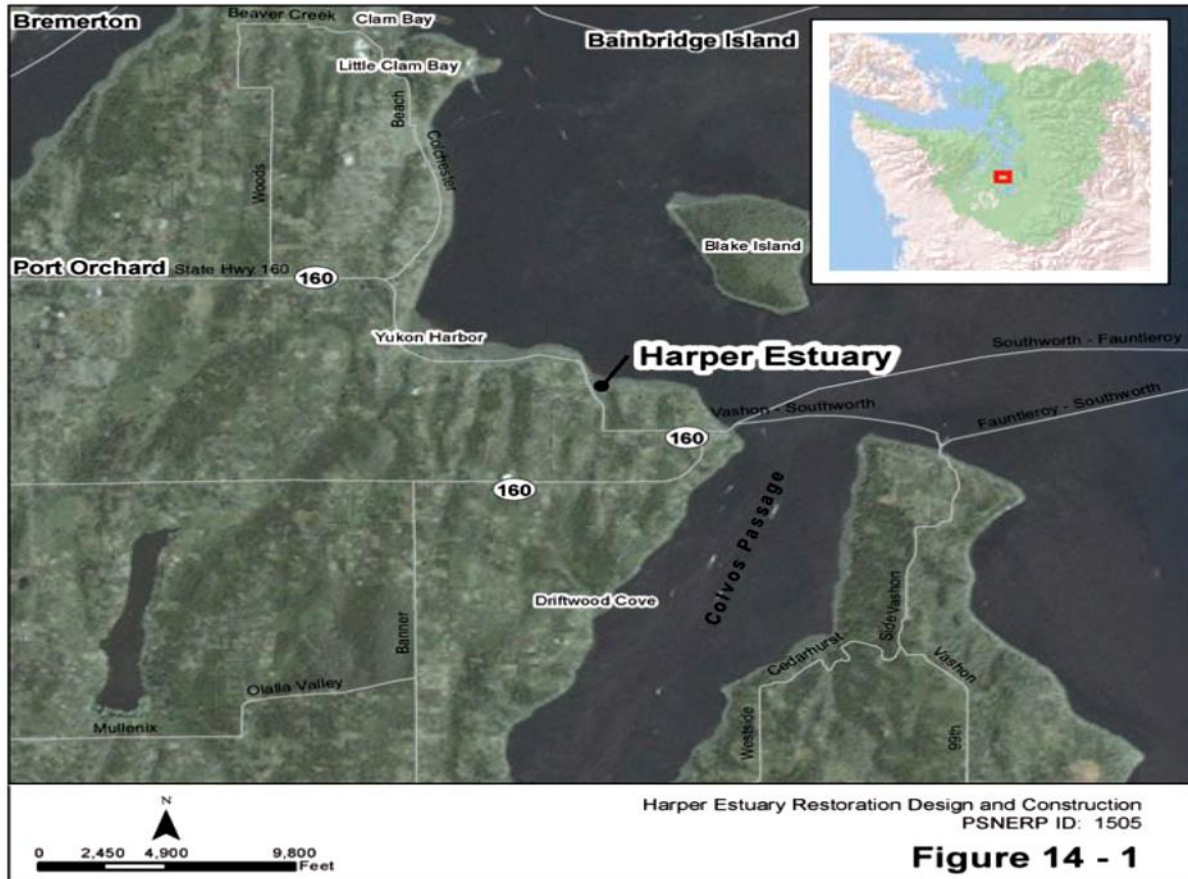 Bremerton
Beaver Creek
Clam Bay
Bainbridge Island
Little Clam Bay
Beach
Colchester
Woods
Blake Island
Port Orchard
State Hwy 160
160
Yukon Harbor
Harper Estuary
Southworth - Fauntleroy
Vashon - Southworth
Fauntleroy - Southworth
160
160
Colvos Passage
Driftwood Cove
Banner
SideVashon
Cedarhurst
Vashon
Olalla Valley
Mullenix
Westside
99th
N
0 2,450 4,900 9,800
Feet
Harper Estuary Restoration Design and Construction
PSNERP ID: 1505
Figure 14 - 1